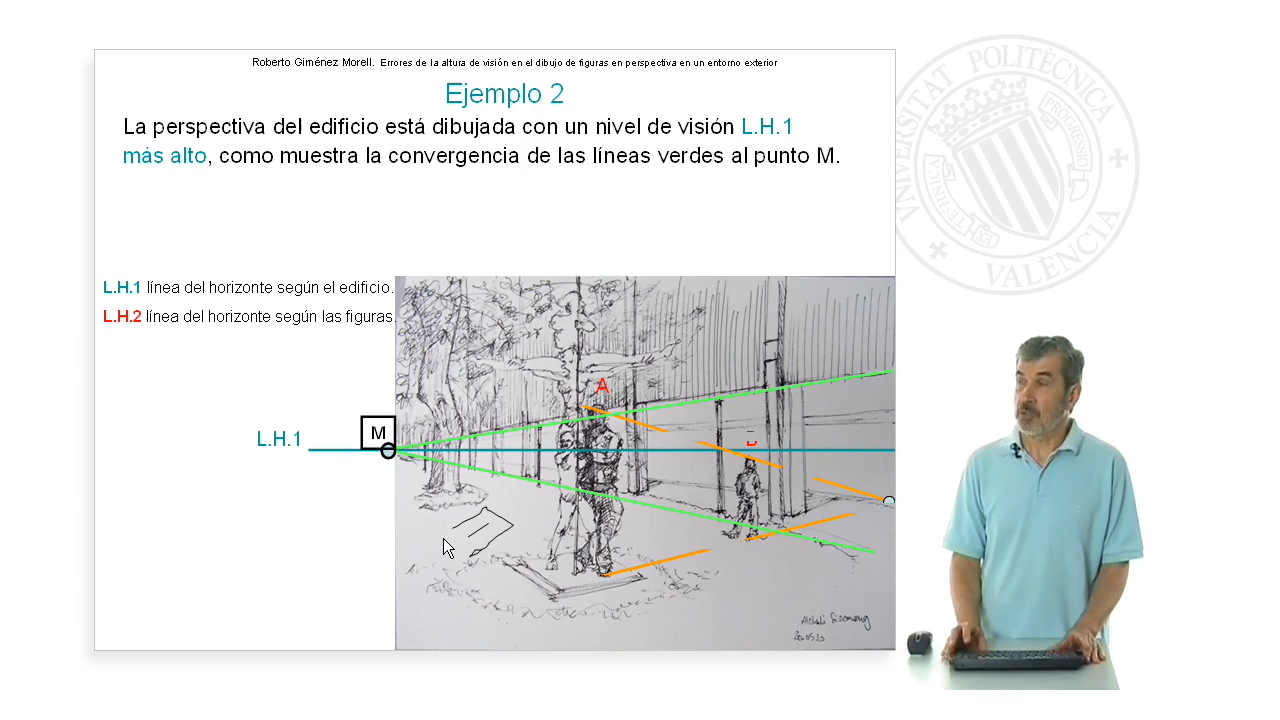 Roberto Giménez Morell. Errores de la altura de visión en el dibujo de figuras en perspectiva en un entorno exterior
Ejemplo 2
La perspectiva del edificio está dibujada con un nivel de visión L.H.1
más alto, como muestra la convergencia de las líneas verdes al punto M.
L.H.1 línea del horizonte según el edificio.
L.H.2 línea del horizonte según las figuras.
A
L.H.1
M
UNIVERSITAT POLITÈCNICA
VALÈNCIA
26.05.10